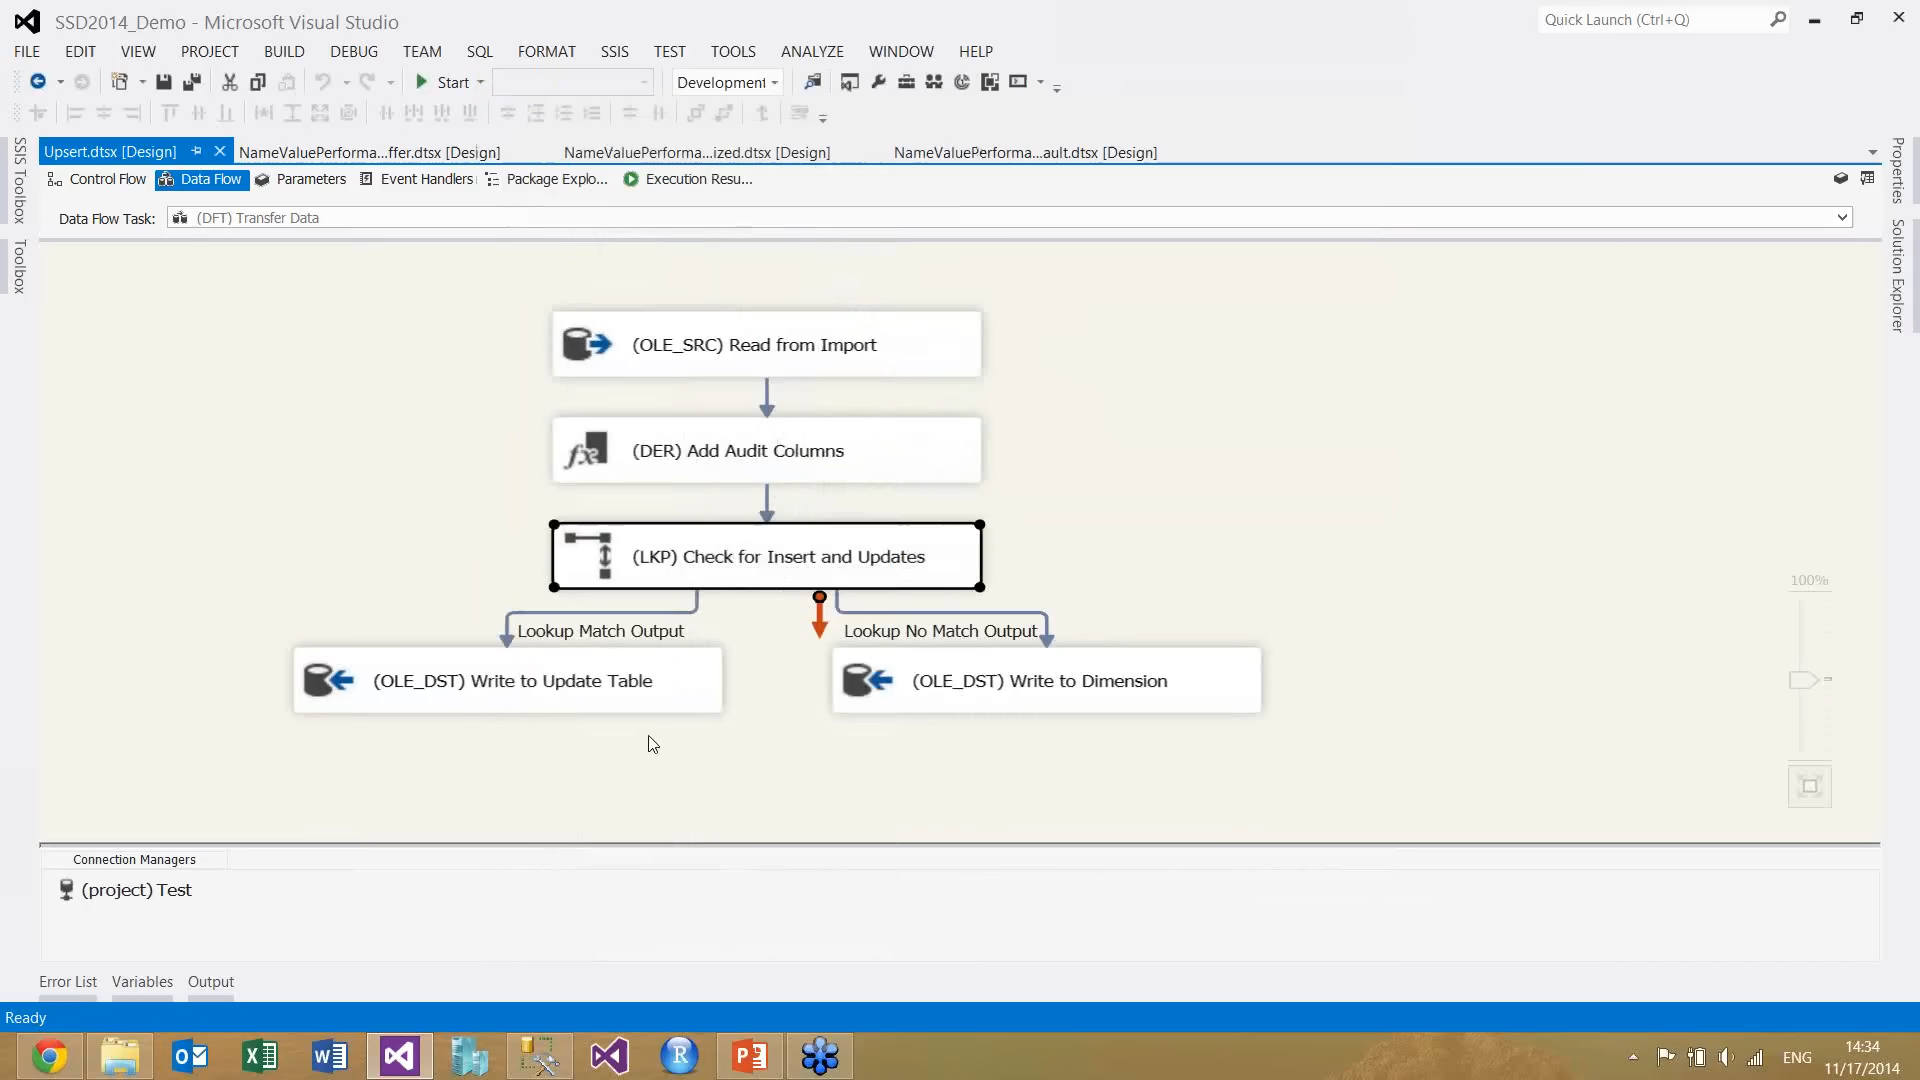 SSD2014_Demo - Microsoft Visual Studio
Quick Launch (Ctrl+Q)
FILE EDIT VIEW PROJECT BUILD DEBUG TEAM SQL FORMAT SSIS TEST TOOLS ANALYZE WINDOW HELP
Start Development
Upsert.dtsx [Design] NameValuePerforma...ffer.dtsx [Design] NameValuePerforma...ized.dtsx [Design] NameValuePerforma...ault.dtsx [Design]
Control Flow Data Flow Parameters Event Handlers Package Explo... Execution Resu...
Data Flow Task: (DFT) Transfer Data
SSIS Toolbox
Toolbox
Properties
Solution Explorer
(OLE_SRC) Read from Import
(DER) Add Audit Columns
(LKP) Check for Insert and Updates
100%
Lookup Match Output Lookup No Match Output
(OLE_DST) Write to Update Table (OLE_DST) Write to Dimension
Connection Managers
(project) Test
Error List Variables Output
Ready
ENG
14:34
11/17/2014